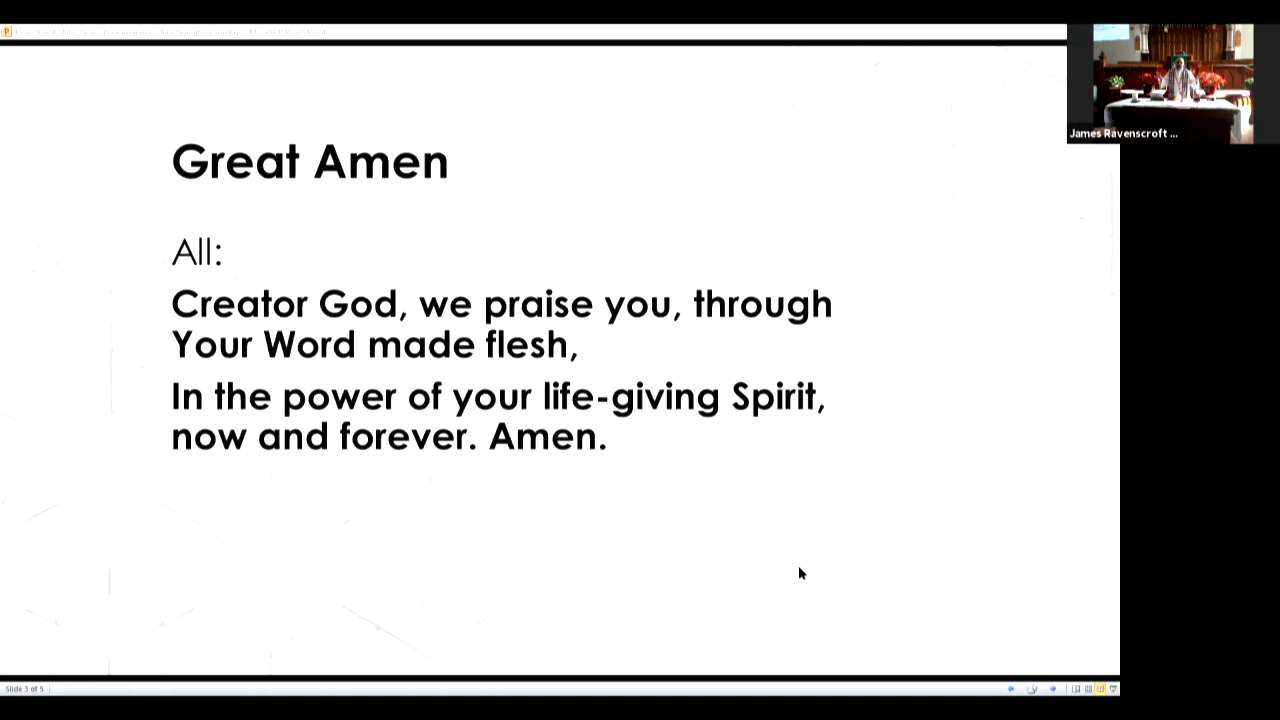 James Ravenscroft ...
Great Amen
All:
Creator God, we praise you, through
Your Word made flesh,
In the power of your life-giving Spirit,
now and forever. Amen.
Slide 3 of 5